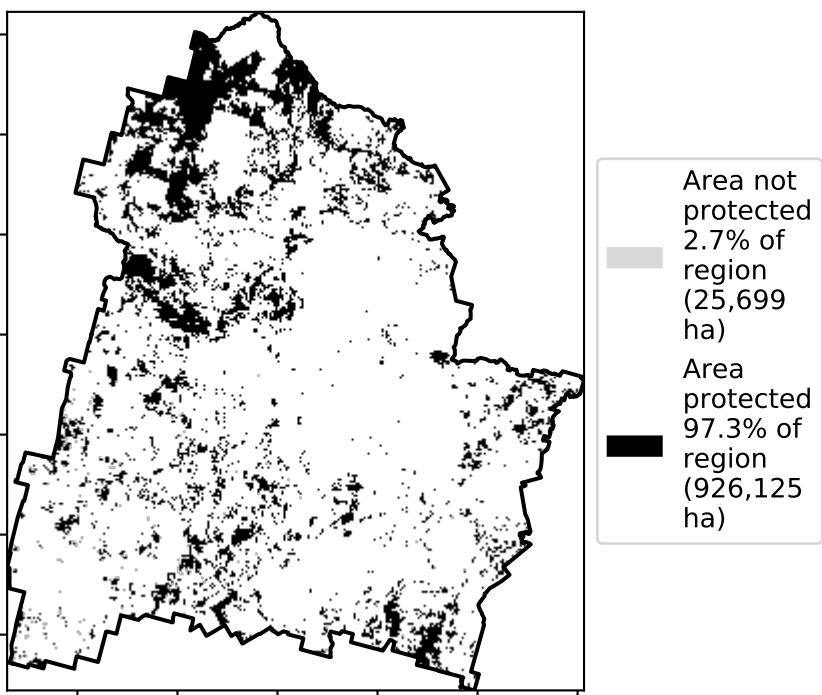 Area not
protected
2.7% of
region
(25,699
ha)
Area
protected
97.3% of
region
(926,125
ha)